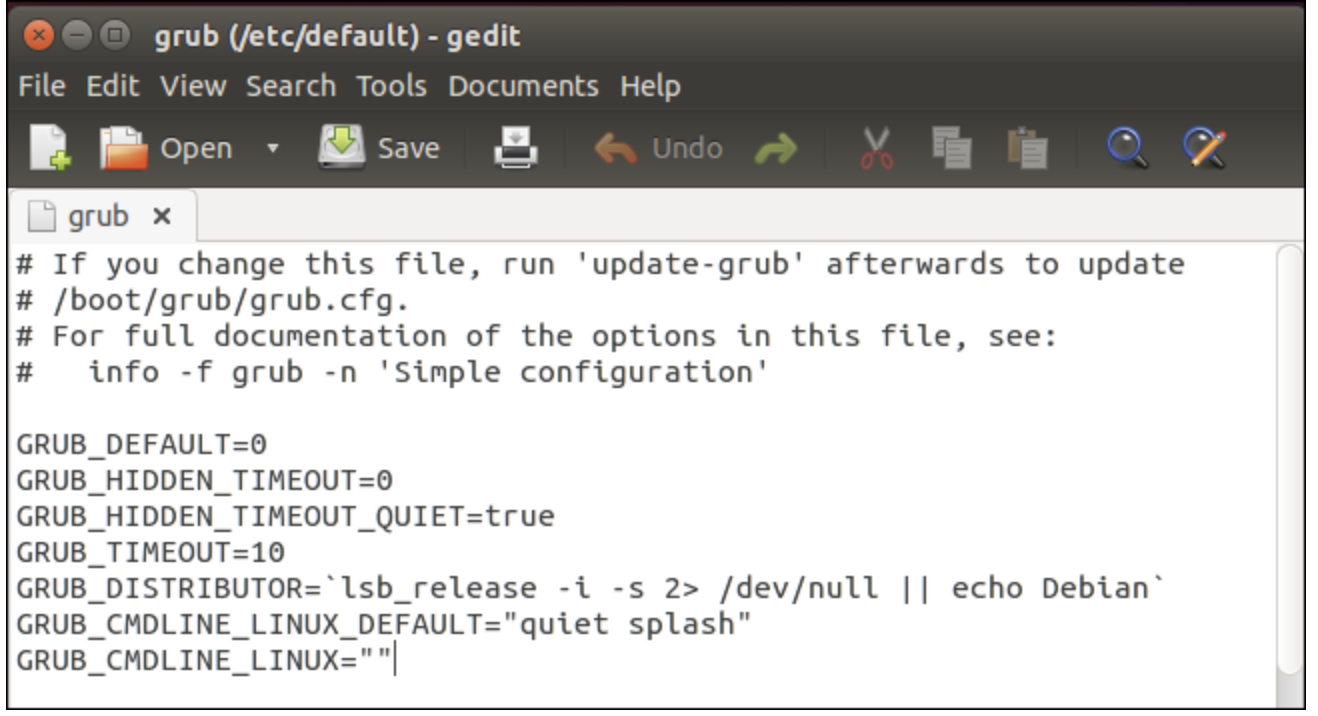 grub (/etc/default) - gedit
File Edit View Search Tools Documents Help
Open Save Undo
grub
# If you change this file, run 'update-grub' afterwards to update
# /boot/grub/grub.cfg.
# For full documentation of the options in this file, see:
#   info -f grub -n 'Simple configuration'

GRUB_DEFAULT=0
GRUB_HIDDEN_TIMEOUT=0
GRUB_HIDDEN_TIMEOUT_QUIET=true
GRUB_TIMEOUT=10
GRUB_DISTRIBUTOR=`lsb_release -i -s 2> /dev/null || echo Debian`
GRUB_CMDLINE_LINUX_DEFAULT="quiet splash"
GRUB_CMDLINE_LINUX=""